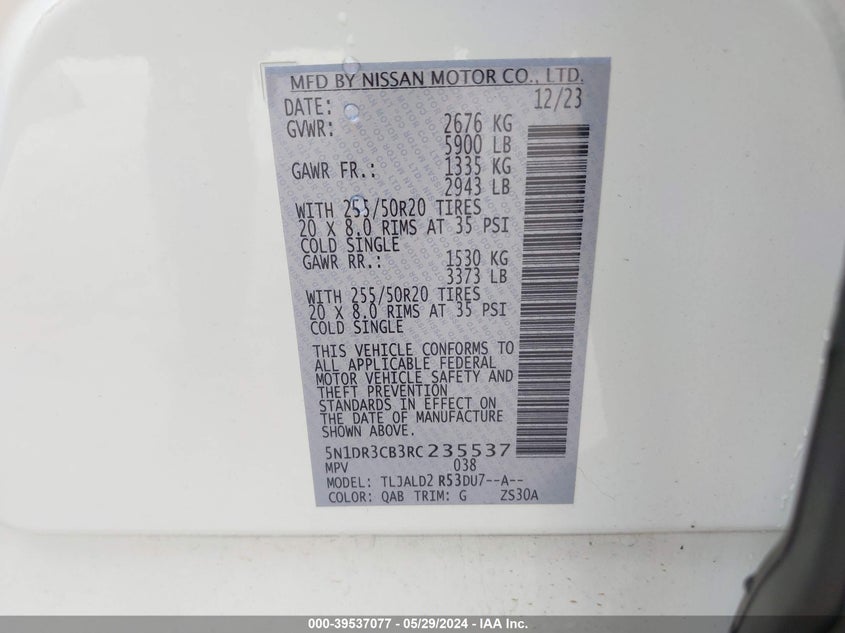 MFD BY NISSAN MOTOR CO., LTD.
DATE: 12/23
GVWR: 2676 KG
5900 LB
GAWR FR.: 1335 KG
2943 LB
WITH 255/50R20 TIRES
20 X 8.0 RIMS AT 35 PSI
COLD SINGLE
GAWR RR.: 1530 KG
3373 LB
WITH 255/50R20 TIRES
20 X 8.0 RIMS AT 35 PSI
COLD SINGLE
THIS VEHICLE CONFORMS TO
ALL APPLICABLE FEDERAL
MOTOR VEHICLE SAFETY AND
THEFT PREVENTION
STANDARDS IN EFFECT ON
THE DATE OF MANUFACTURE
SHOWN ABOVE.
5N1DR3CB3RC235537
MPV 038
MODEL: TLJALD2 R53DU7--A--
COLOR: QAB TRIM: G ZS30A
000-39537077 - 05/29/2024 - IAA Inc.